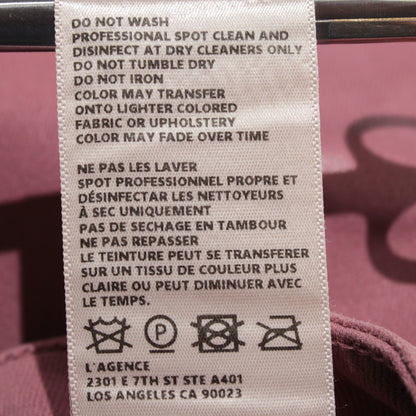 DO NOT WASH
PROFESSIONAL SPOT CLEAN AND
DISINFECT AT DRY CLEANERS ONLY
DO NOT TUMBLE DRY
DO NOT IRON
COLOR MAY TRANSFER
ONTO LIGHTER COLORED
FABRIC OR UPHOLSTERY
COLOR MAY FADE OVER TIME
NE PAS LES LAVER
SPOT PROFESSIONNEL PROPRE ET
DÉSINFECTAR LES NETTOYEURS
À SEC UNIQUEMENT
PAS DE SECHAGE EN TAMBOUR
NE PAS REPASSER
LE TEINTURE PEUT SE TRANSFERER
SUR UN TISSU DE COULEUR PLUS
CLAIRE OU PEUT DIMINUER AVEC
LE TEMPS.
P
L'AGENCE
2301 E 7TH ST STE A401
LOS ANGELES CA 90023